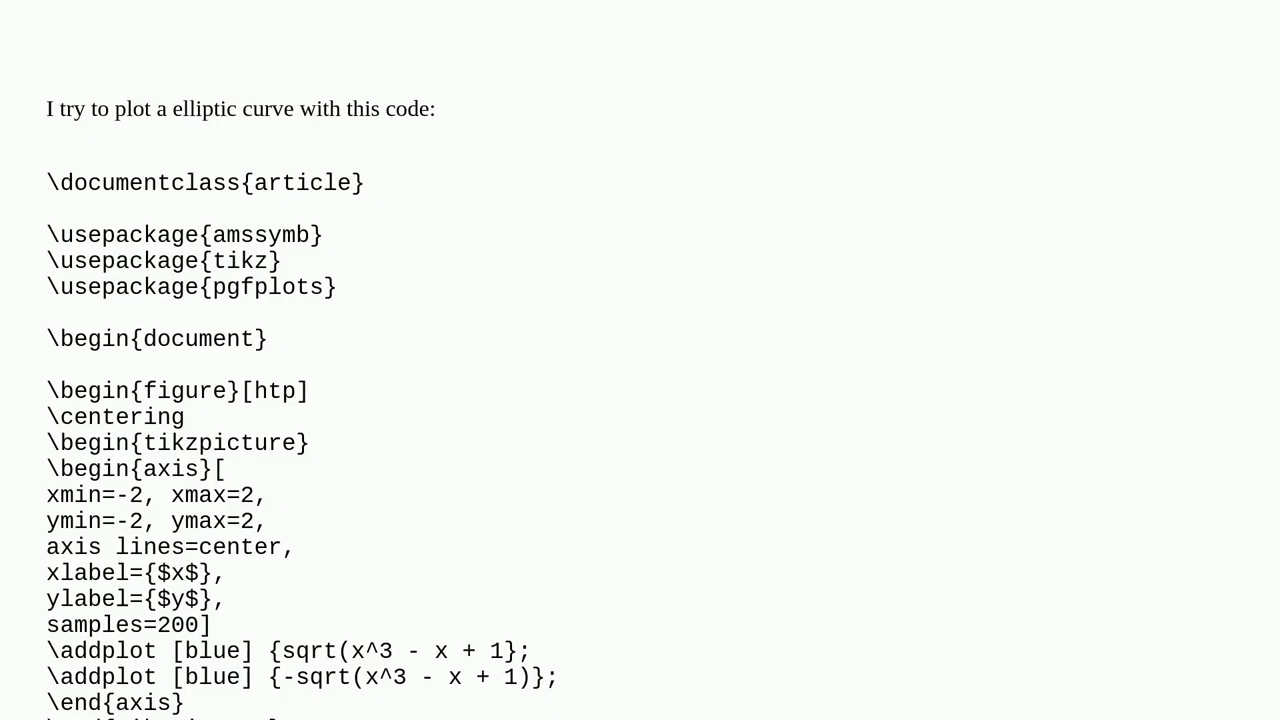 I try to plot a elliptic curve with this code:
\documentclass{article}
\usepackage{amssymb}
\usepackage{tikz}
\usepackage{pgfplots}
\begin{document}
\begin{figure}[htp]
\centering
\begin{tikzpicture}
\begin{axis}[
xmin=-2, xmax=2,
ymin=-2, ymax=2,
axis lines=center,
xlabel={$x$},
ylabel={$y$},
samples=200]
\addplot [blue] {sqrt(x^3 - x + 1};
\addplot [blue] {-sqrt(x^3 - x + 1)};
\end{axis}